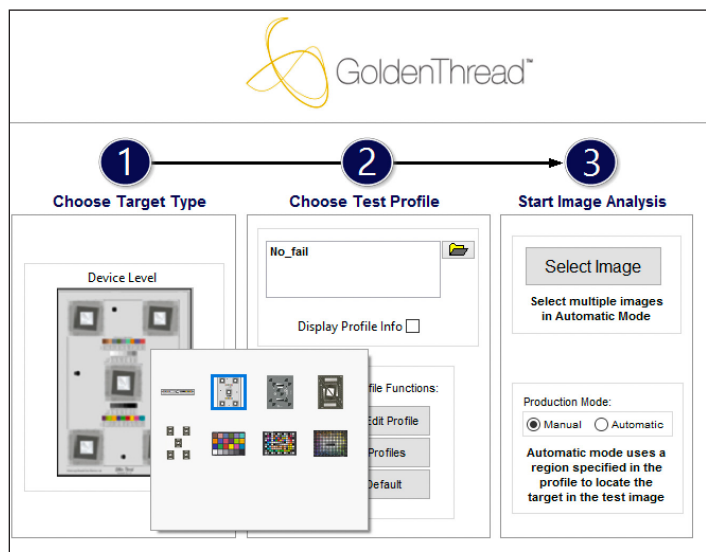 GoldenThread™
1
2
3
Choose Target Type
Choose Test Profile
Start Image Analysis
Device Level
No_fail
Display Profile Info
Select Image
Select multiple images
in Automatic Mode
file Functions:
Edit Profile
Profiles
Default
Production Mode:
Manual
Automatic
Automatic mode uses a
region specified in the
profile to locate the
target in the test image